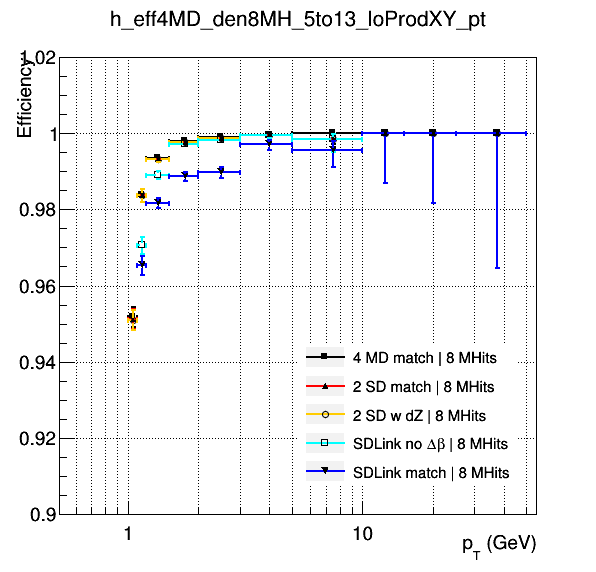 h_eff4MD_den8MH_5to13_loProdXY_pt
Efficiency
1.02
1
0.98
0.96
0.94
0.92
0.9
4 MD match | 8 MHits
2 SD match | 8 MHits
2 SD w dZ | 8 MHits
SDLink no Δβ | 8 MHits
SDLink match | 8 MHits
1
10
p_T (GeV)